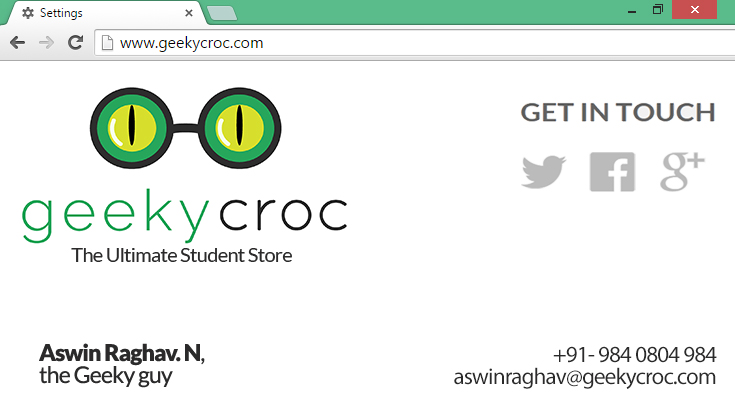 Settings
www.geekycroc.com
GET IN TOUCH
geekycroc
The Ultimate Student Store
Aswin Raghav. N,
the Geeky guy
+91- 984 0804 984
aswinraghav@geekycroc.com